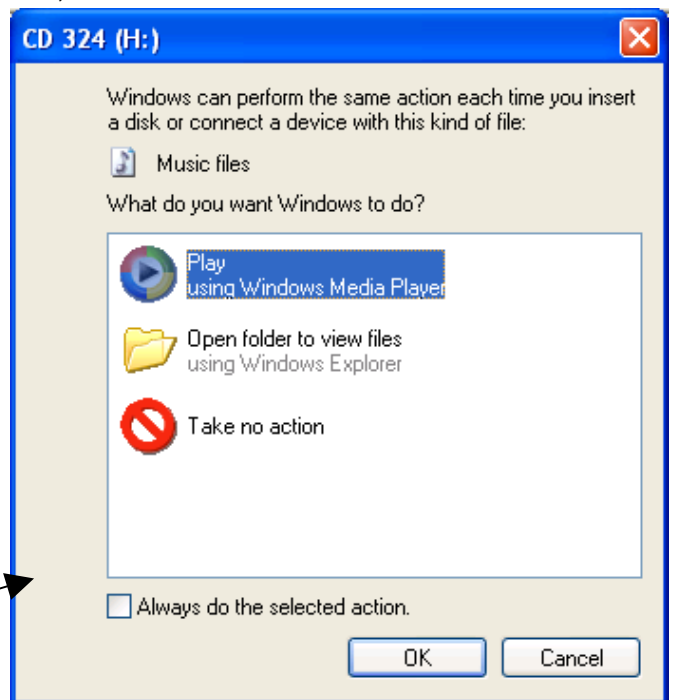 CD 324 (H:)
Windows can perform the same action each time you insert
a disk or connect a device with this kind of file:
Music files
What do you want Windows to do?
Play
using Windows Media Player
Open folder to view files
using Windows Explorer
Take no action
Always do the selected action.
OK
Cancel